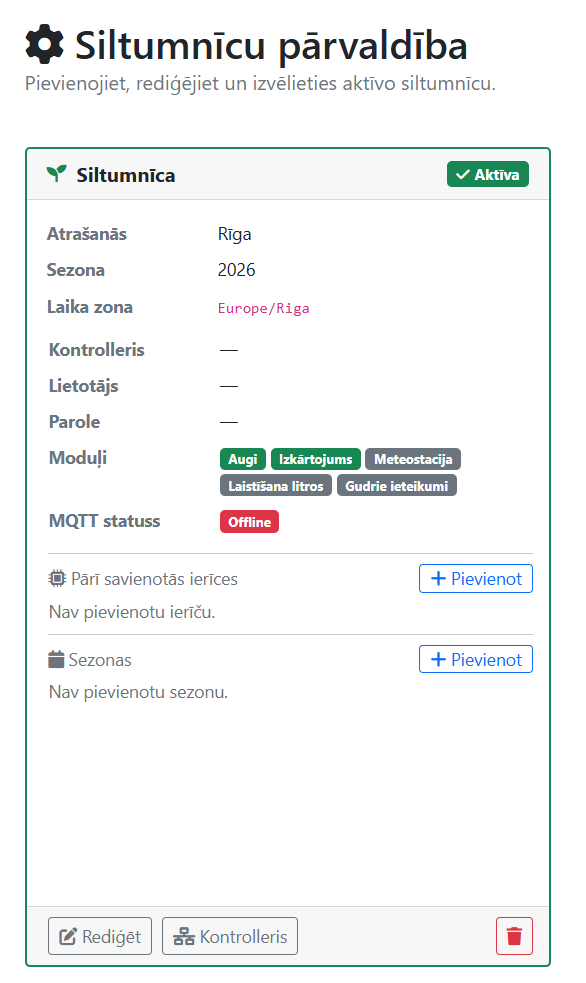 Siltumnīcu pārvaldība
Pievienojiet, rediģējiet un izvēlieties aktīvo siltumnīcu.
Siltumnīca Aktīva
Atrašanās Rīga
Sezona 2026
Laika zona Europe/Riga
Kontrolleris —
Lietotājs —
Parole —
Moduļi Augi Izkārtojums Meteostacija
Laistīšana litros Gudrie ieteikumi
MQTT statuss Offline
Pārī savienotās ierīces + Pievienot
Nav pievienotu ierīču.
Sezonas + Pievienot
Nav pievienotu sezonu.
Rediģēt Kontrolleris